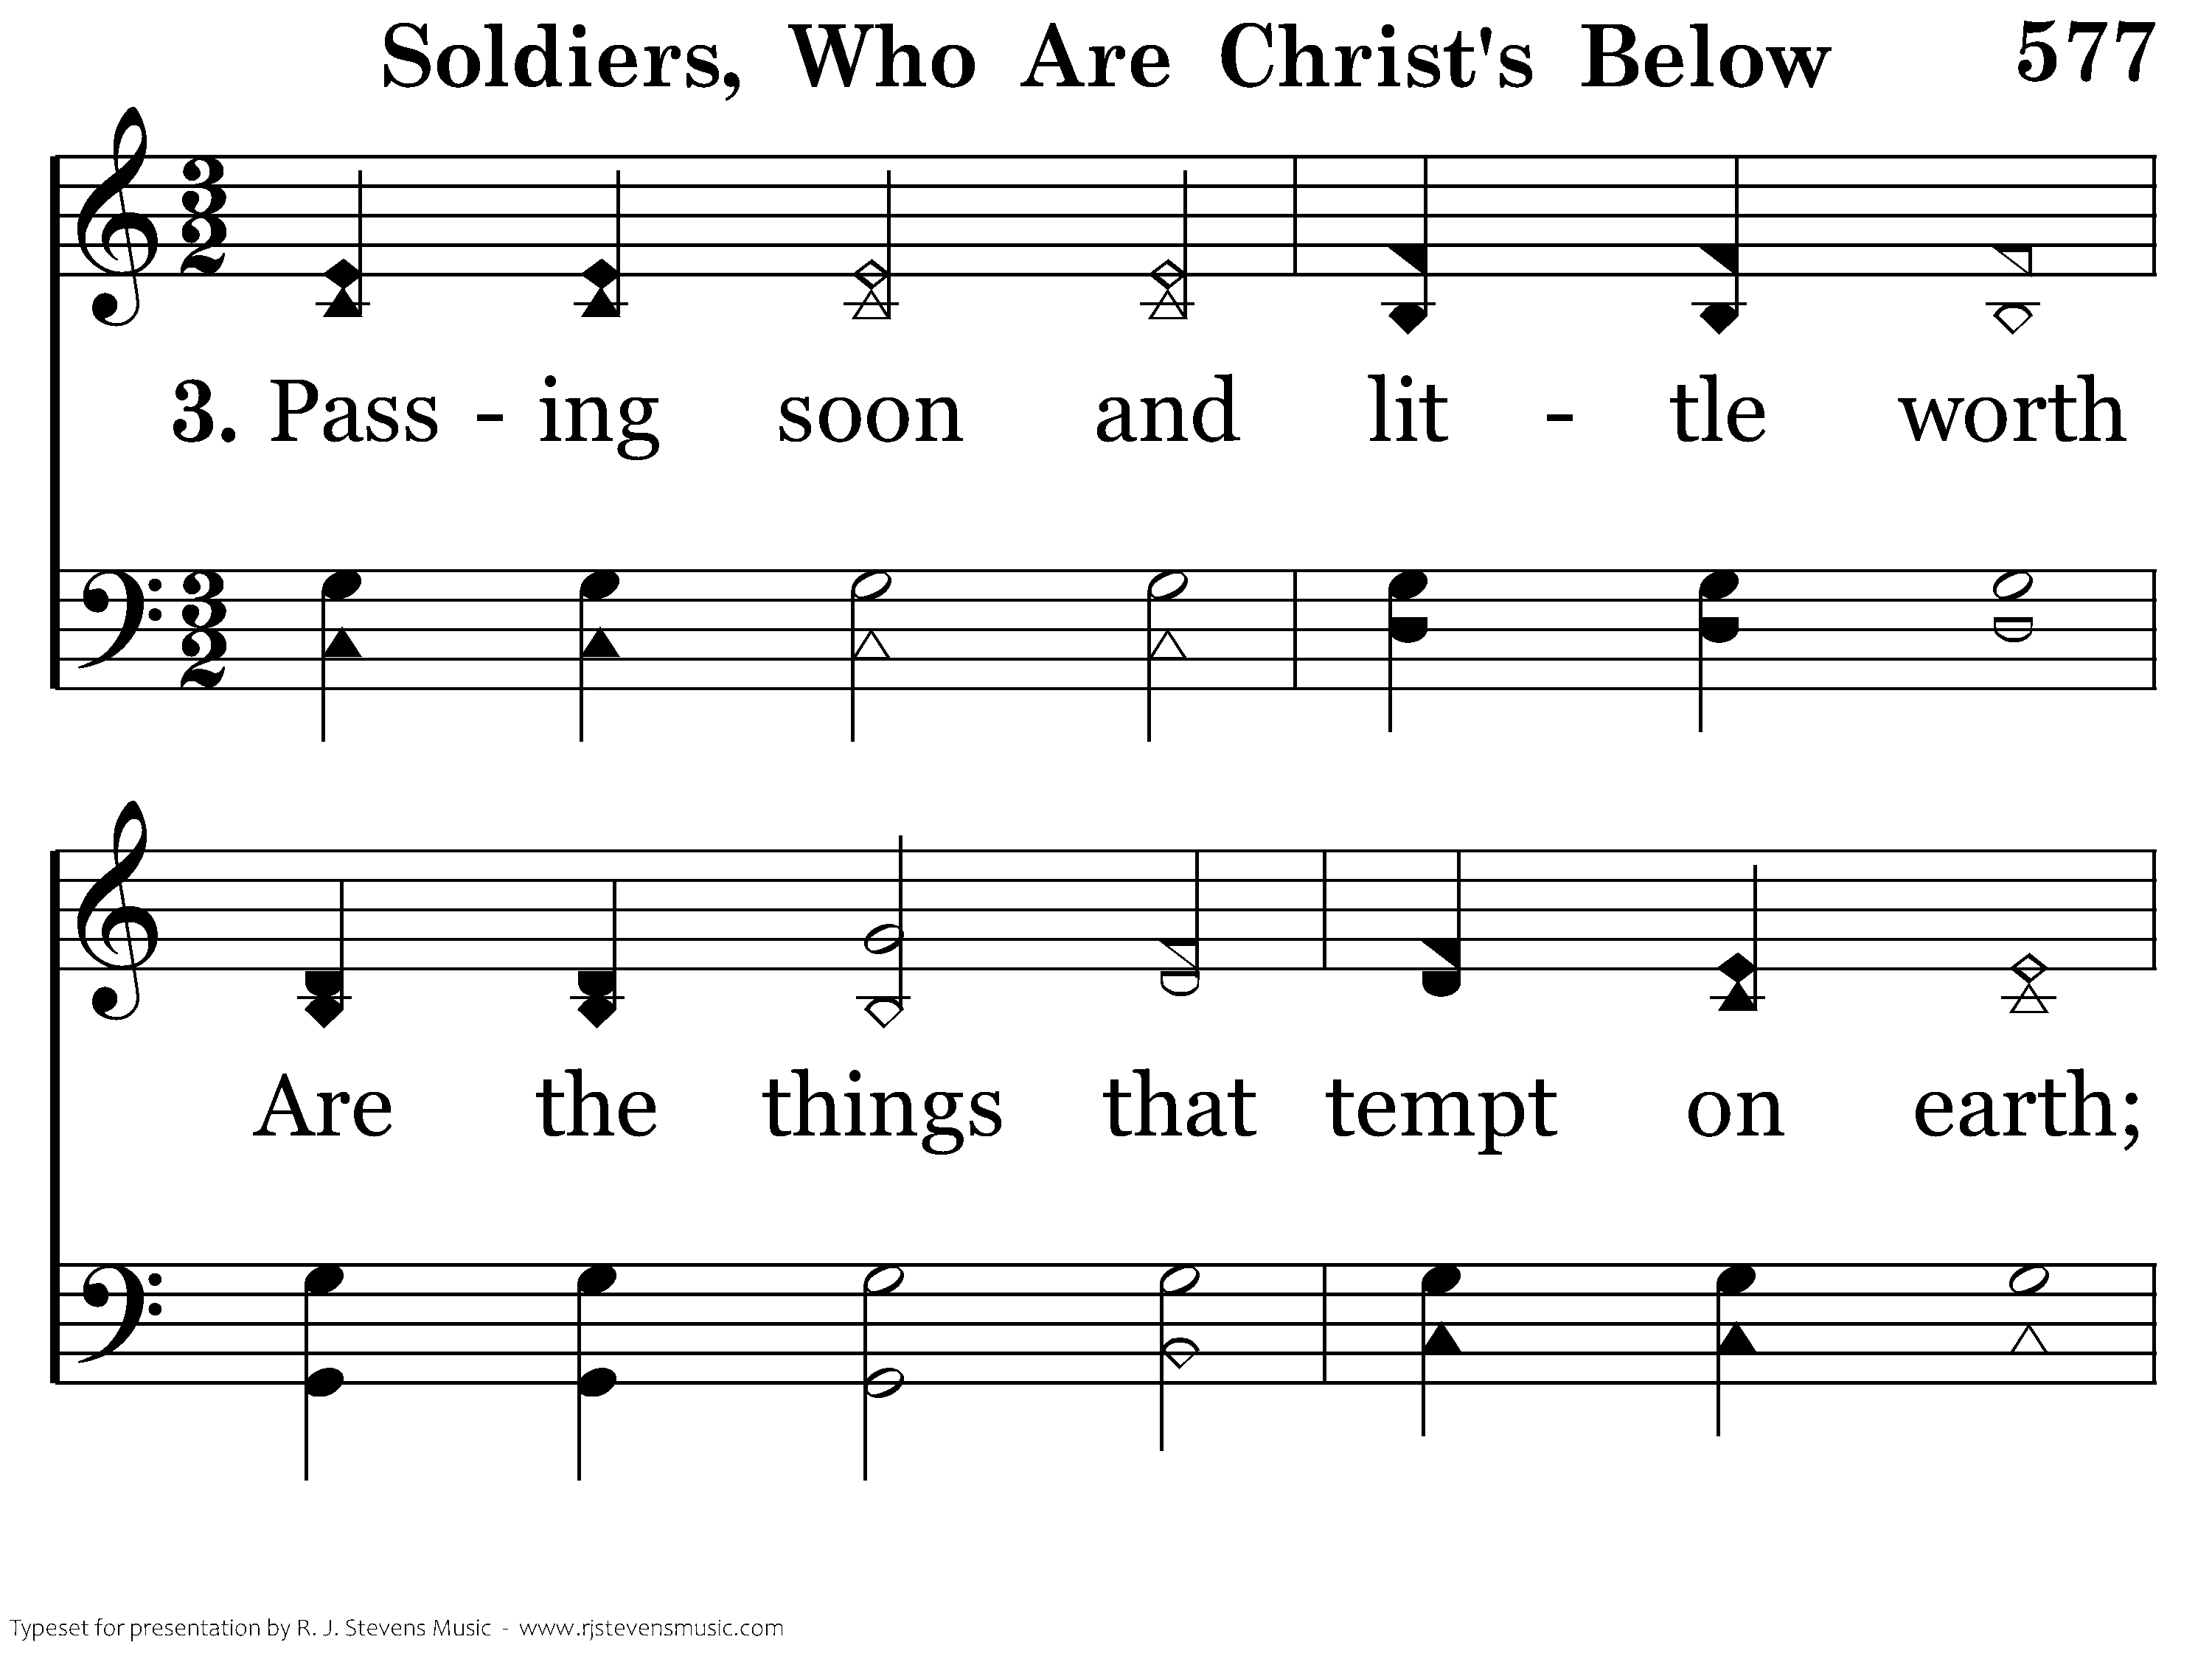 Soldiers, Who Are Christ's Below 577
3. Pass - ing soon and lit - tle worth
Are the things that tempt on earth;
Typeset for presentation by R. J. Stevens Music - www.rjstevensmusic.com